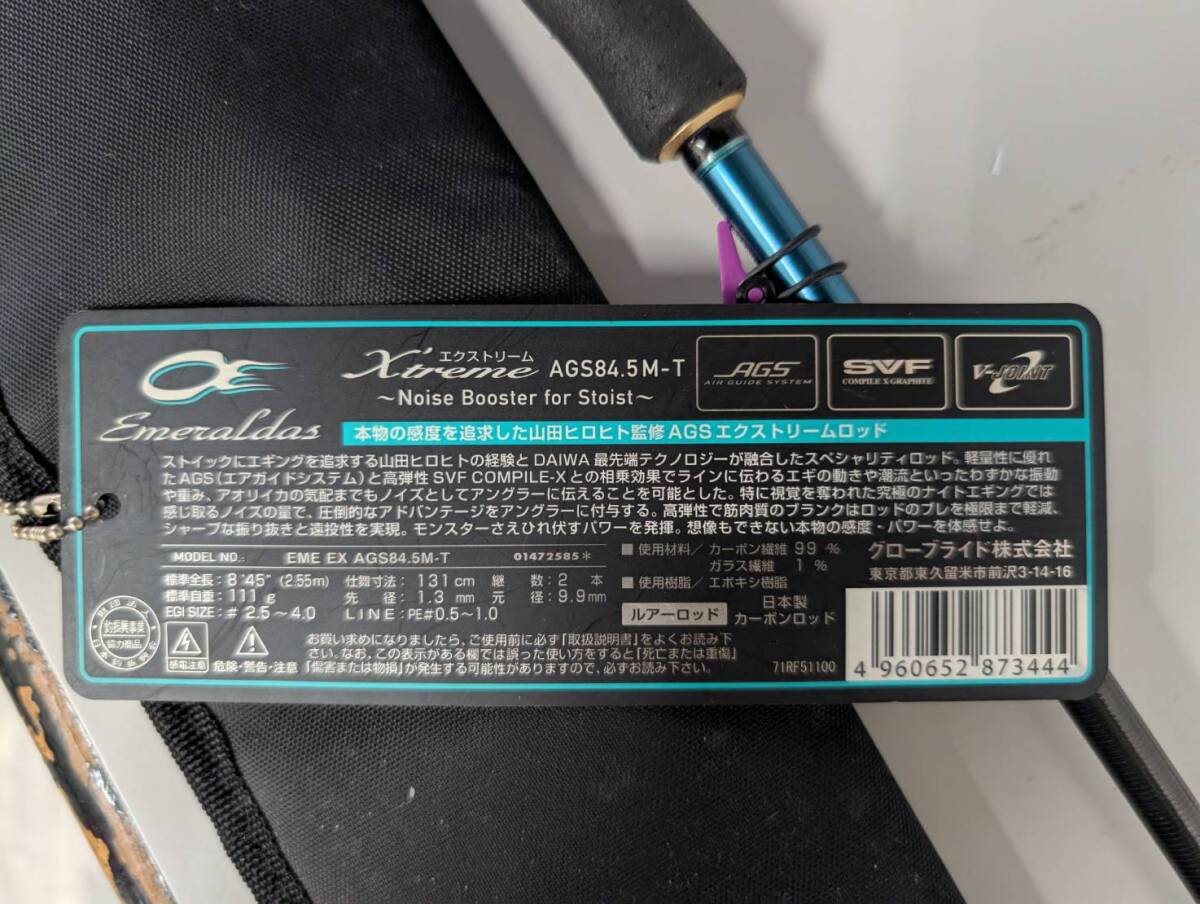 エクストリーム
X'treme AGS84.5M-T
~Noise Booster for Stoist~
AGS
AIR GUIDE SYSTEM
SVF
COMPILE X GRAPHITE
V-JOINT
Emeraldas
本物の感度を追求した山田ヒロヒト監修AGSエクストリームロッド
ストイックにエギングを追求する山田ヒロヒトの経験とDAIWA最先端テクノロジーが融合したスペシャリティロッド。軽量性に優れ
たAGS(エアガイドシステム)と高弾性SVF COMPILE-Xとの相乗効果でラインに伝わるエギの動きや潮流といったわずかな振動
や重み、アオリイカの気配までもノイズとしてアングラーに伝えることを可能とした。特に視覚を奪われた究極のナイトエギングでは
感じ取るノイズの量で、圧倒的なアドバンテージをアングラーに付与する。高弾性で筋肉質のブランクはロッドのブレを極限まで軽減、
シャープな振り抜きと遠投性を実現。モンスターさえひれ伏すパワーを発揮。想像もできない本物の感度・パワーを体感せよ。
MODEL NO.: EME EX AGS84.5M-T 01472585*
標準全長: 8'45" (2.55m) 仕舞寸法: 131cm 継数: 2本
標準自重: 111g 先径: 1.3mm 元径: 9.9mm
EGI SIZE: # 2.5~4.0 LINE: PE#0.5~1.0
■使用材料/カーボン繊維 99 %
ガラス繊維 1 %
■使用樹脂/エポキシ樹脂
日本製
ルアーロッド カーボンロッド
グローブライド株式会社
東京都東久留米市前沢3-14-16
釣振興事業
協力商品
感電注意 危険・警告・注意
お買い求めになりましたら、ご使用前に必ず「取扱説明書」をよくお読み下
さい。なお、この表示がある欄では誤った使い方をすると「死亡または重傷」
「傷害または物損」が発生する可能性がありますので、必ずお読み下さい。
71RF51100
4 960652 873444